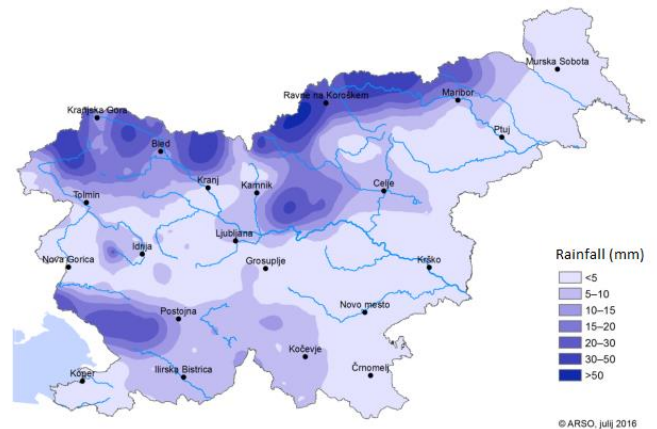 Murska Sobota
Ravne na Koroškem
Maribor
Kranjska Gora
Ptuj
Bled
Kranj
Kamnik
Celje
Tolmin
Ljubljana
Idrija
Nova Gorica
Grosuplje
Krško
Rainfall (mm)
<5
5–10
10–15
15–20
20–30
30–50
>50
Novo mesto
Postojna
Kočevje
Ilirska Bistrica
Črnomelj
Koper
© ARSO, julij 2016